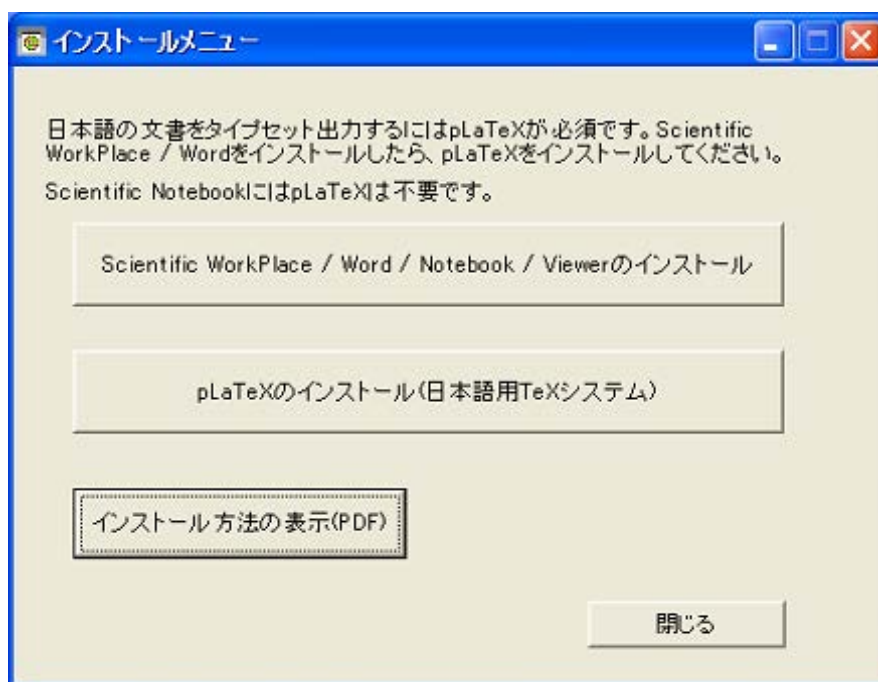 インストールメニュー
日本語の文書をタイプセット出力するにはpLaTeXが必須です。Scientific
WorkPlace / Wordをインストールしたら、pLaTeXをインストールしてください。
Scientific NotebookにはpLaTeXは不要です。
Scientific WorkPlace / Word / Notebook / Viewerのインストール
pLaTeXのインストール(日本語用TeXシステム)
インストール方法の表示(PDF)
閉じる